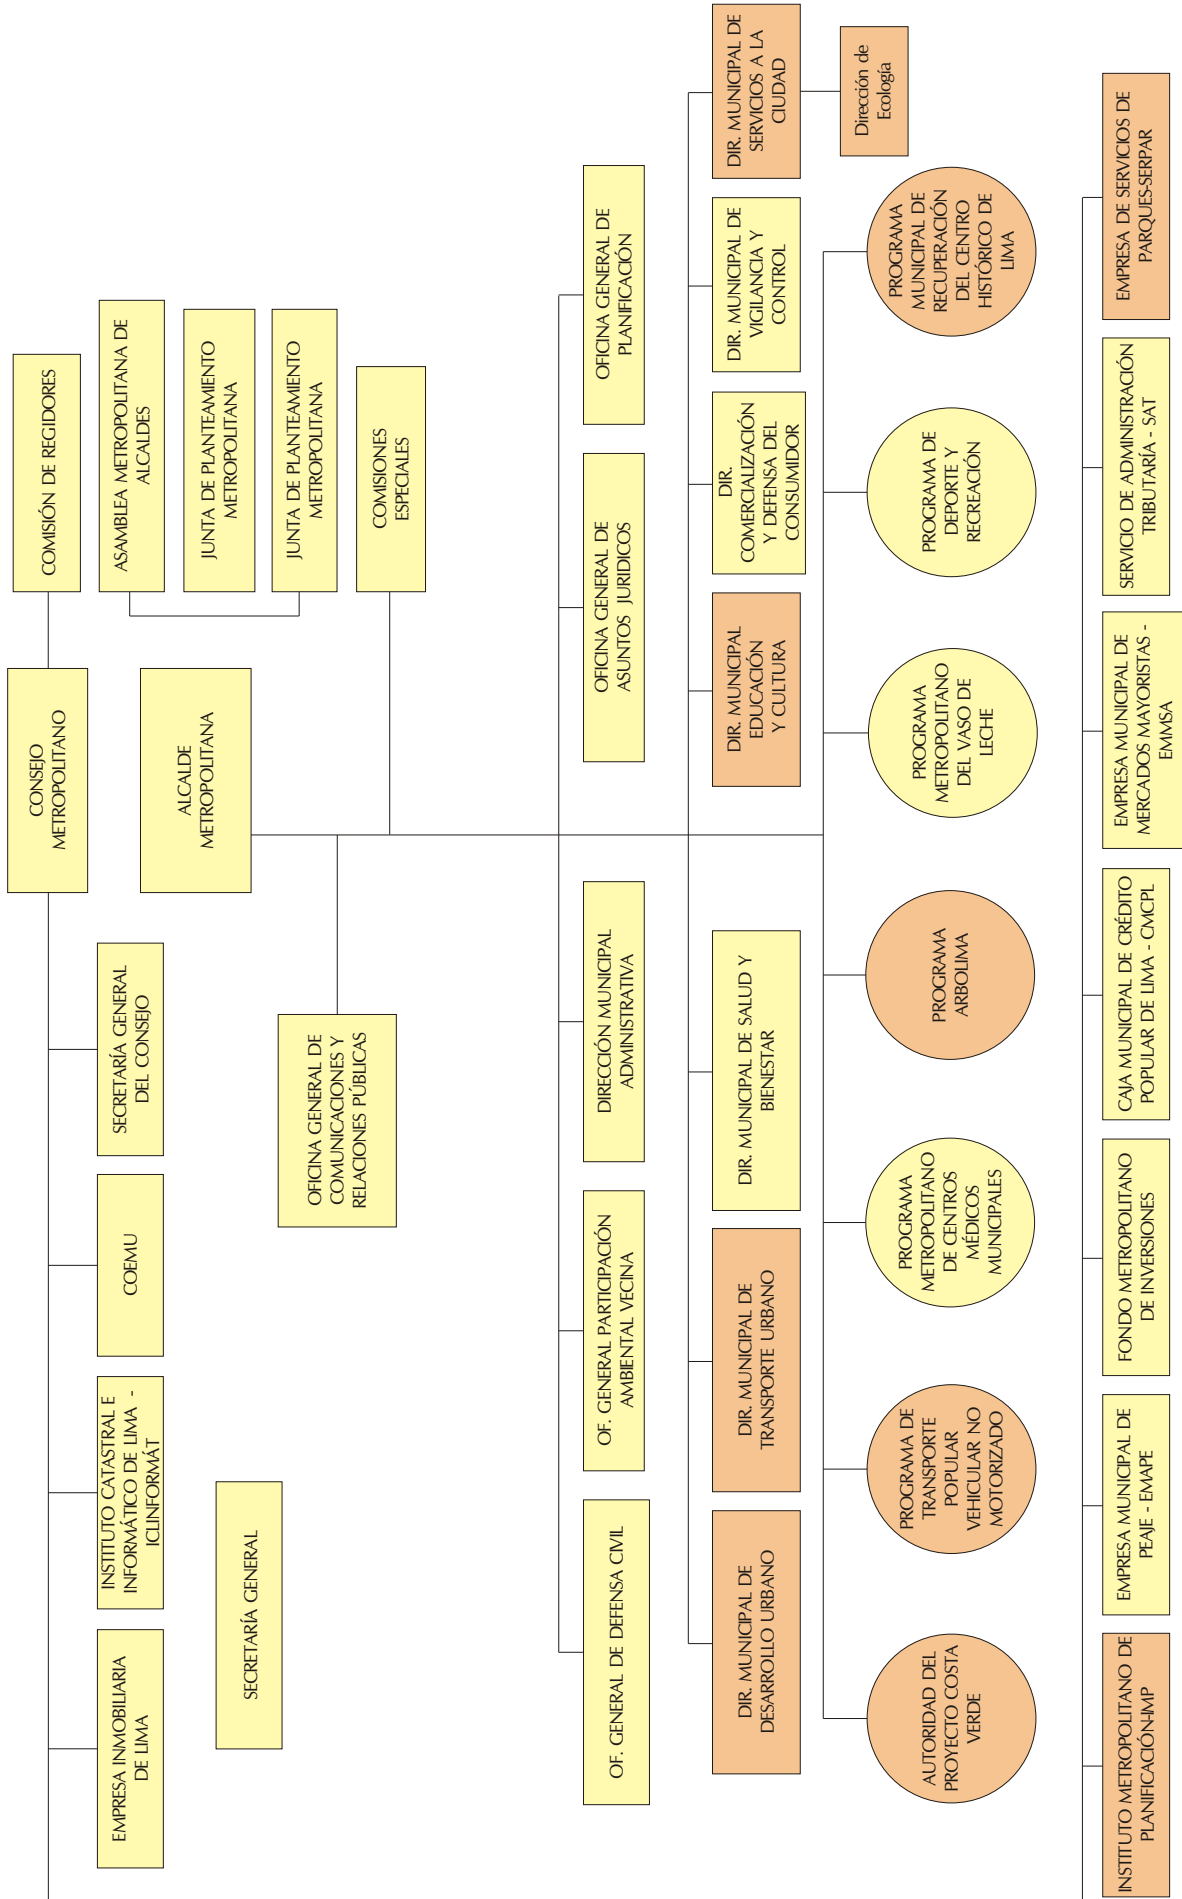 CONSEJO
METROPOLITANO
COMISIÓN DE REGIDORES
EMPRESA INMOBILIARIA
DE LIMA
INSTITUTO CATASTRAL E
INFORMÁTICO DE LIMA -
ICLINFORMÁT
COEMU
SECRETARÍA GENERAL
DEL CONSEJO
ASAMBLEA METROPOLITANA DE
ALCALDES
ALCALDE
METROPOLITANA
JUNTA DE PLANTEAMIENTO
METROPOLITANA
SECRETARÍA GENERAL
JUNTA DE PLANTEAMIENTO
METROPOLITANA
OFICINA GENERAL DE
COMUNICACIONES Y
RELACIONES PÚBLICAS
COMISIONES
ESPECIALES
OF. GENERAL DE DEFENSA CIVIL
OF. GENERAL PARTICIPACIÓN
AMBIENTAL VECINA
DIRECCIÓN MUNICIPAL
ADMINISTRATIVA
OFICINA GENERAL DE
ASUNTOS JURIDICOS
OFICINA GENERAL DE
PLANIFICACIÓN
DIR. MUNICIPAL DE
DESARROLLO URBANO
DIR. MUNICIPAL DE
TRANSPORTE URBANO
DIR. MUNICIPAL DE SALUD Y
BIENESTAR
DIR. MUNICIPAL
EDUCACIÓN
Y CULTURA
DIR.
COMERCIALIZACIÓN
Y DEFENSA DEL
CONSUMIDOR
DIR. MUNICIPAL DE
VIGILANCIA Y
CONTROL
DIR. MUNICIPAL DE
SERVICIOS A LA
CIUDAD
Dirección de
Ecología
AUTORIDAD DEL
PROYECTO COSTA
VERDE
PROGRAMA DE
TRANSPORTE
POPULAR
VEHICULAR NO
MOTORIZADO
PROGRAMA
METROPOLITANO
DE CENTROS
MÉDICOS
MUNICIPALES
PROGRAMA
ARBOLIMA
PROGRAMA
METROPOLITANO
DEL VASO DE
LECHE
PROGRAMA DE
DEPORTE Y
RECREACIÓN
PROGRAMA
MUNICIPAL DE
RECUPERACIÓN
DEL CENTRO
HISTÓRICO DE
LIMA
INSTITUTO METROPOLITANO DE
PLANIFICACIÓN-IMP
EMPRESA MUNICIPAL DE
PEAJE - EMAPE
FONDO METROPOLITANO
DE INVERSIONES
CAJA MUNICIPAL DE CRÉDITO
POPULAR DE LIMA - CMCPL
EMPRESA MUNICIPAL DE
MERCADOS MAYORISTAS -
EMMSA
SERVICIO DE ADMINISTRACIÓN
TRIBUTARÍA - SAT
EMPRESA DE SERVICIOS DE
PARQUES-SERPAR